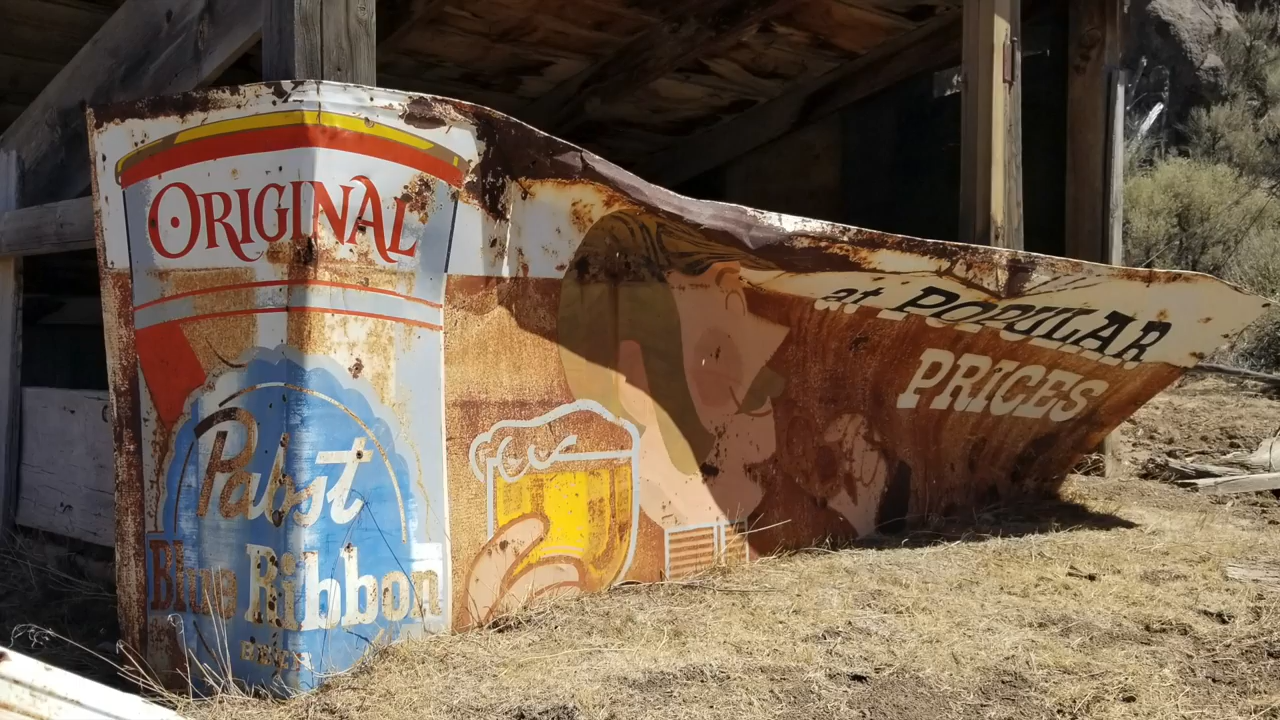 ORIGINAL
Pabst
Blue Ribbon
BEER
at POPULAR
PRICES